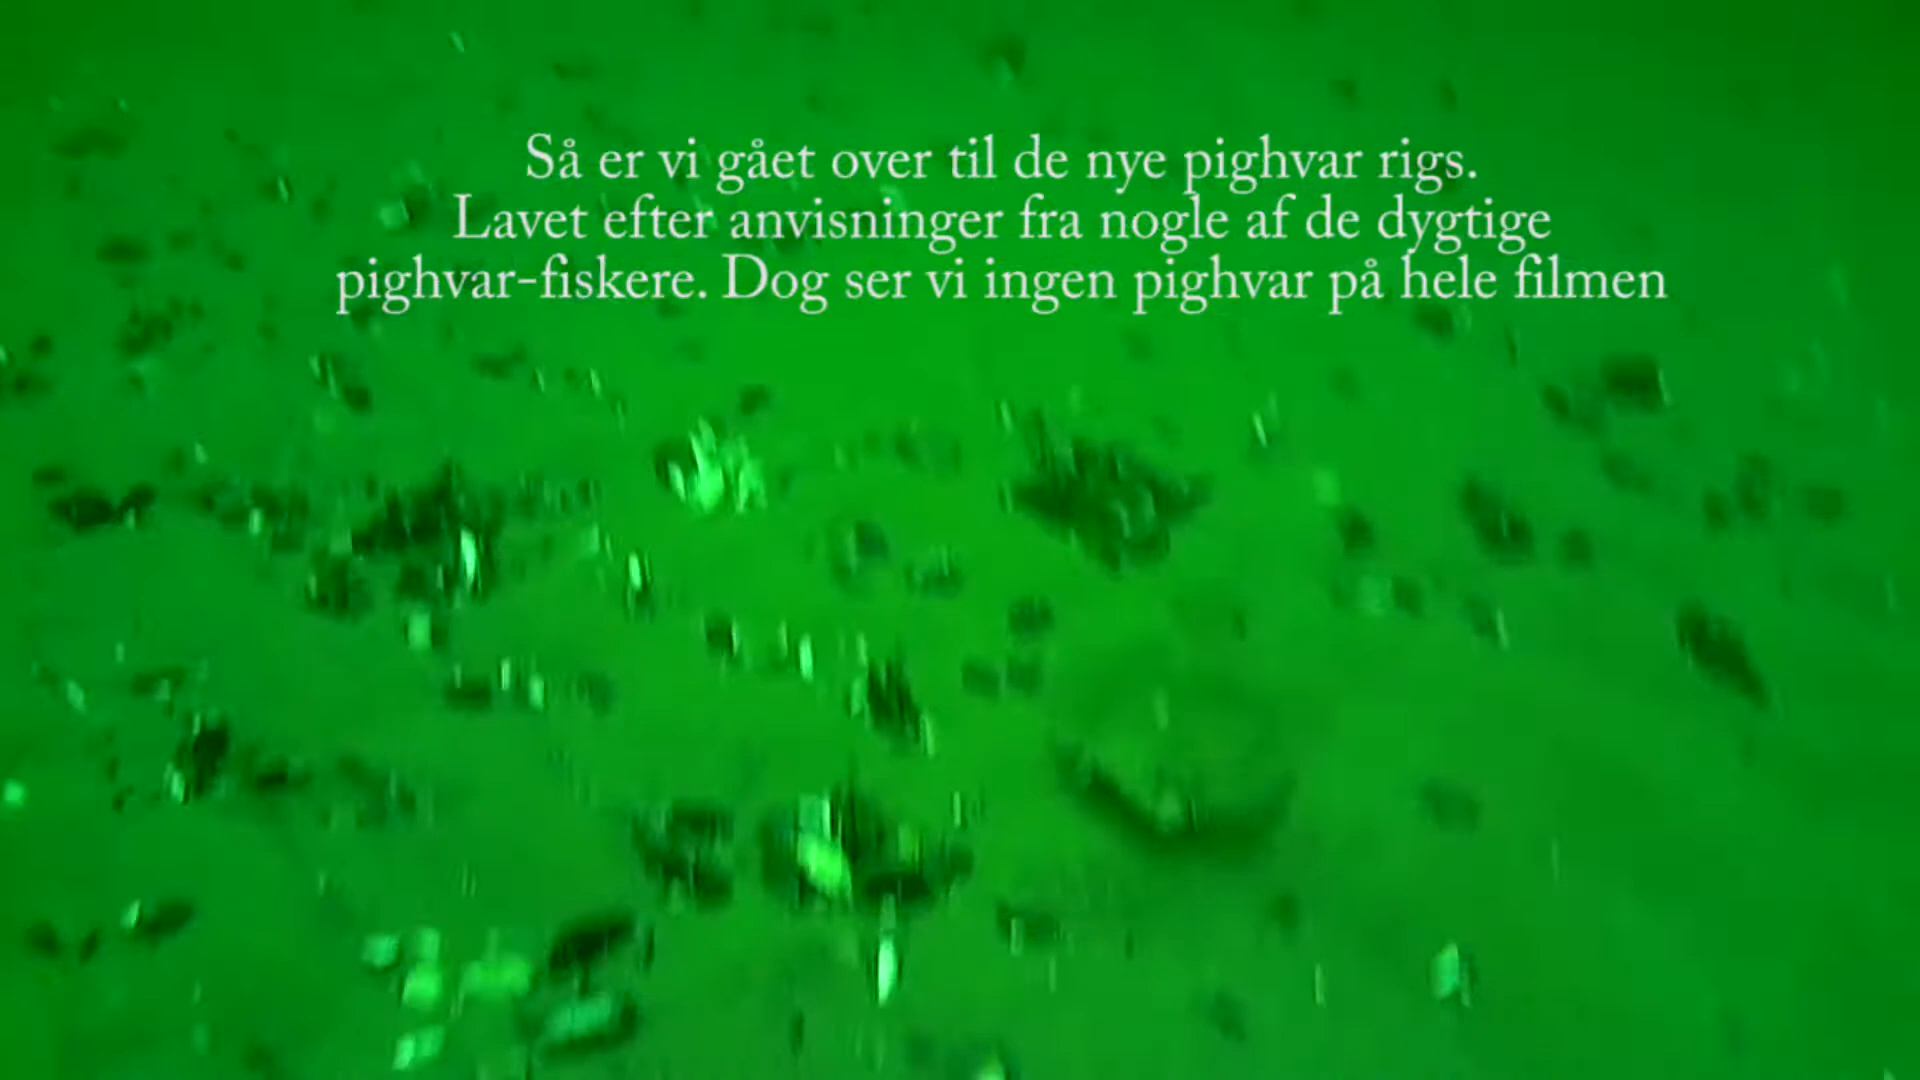 Så er vi gået over til de nye pighvar rigs.
Lavet efter anvisninger fra nogle af de dygtige
pighvar-fiskere. Dog ser vi ingen pighvar på hele filmen